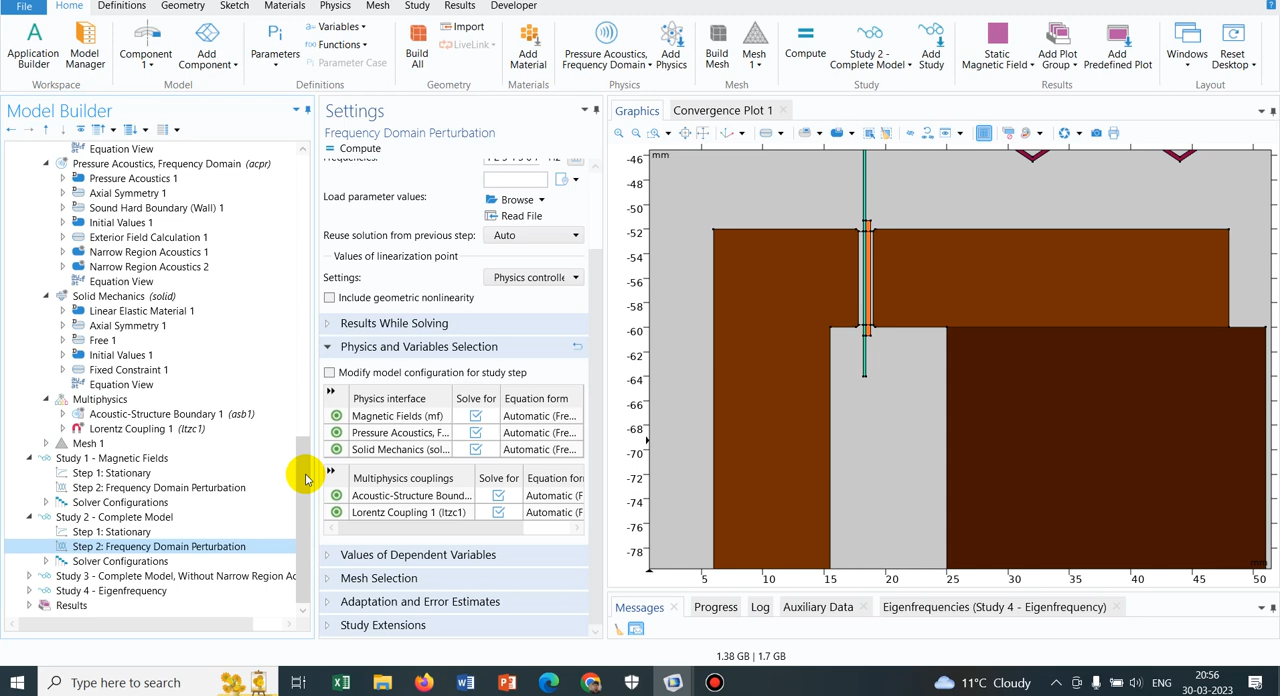 File Home Definitions Geometry Sketch Materials Physics Mesh Study Results Developer
Application Builder
Model Manager
Workspace
Component 1
Add Component
Model
Parameters
a= Variables
f(x) Functions
Parameter Case
Definitions
Build All
Import
LiveLink
Geometry
Add Material
Materials
Pressure Acoustics, Frequency Domain
Add Physics
Physics
Build Mesh
Mesh 1
Mesh
Compute
Study 2 - Complete Model
Add Study
Study
Static Magnetic Field
Add Plot Group
Add Predefined Plot
Results
Windows
Reset Desktop
Layout
Model Builder
Equation View
Pressure Acoustics, Frequency Domain (acpr)
Pressure Acoustics 1
Axial Symmetry 1
Sound Hard Boundary (Wall) 1
Initial Values 1
Exterior Field Calculation 1
Narrow Region Acoustics 1
Narrow Region Acoustics 2
Equation View
Solid Mechanics (solid)
Linear Elastic Material 1
Axial Symmetry 1
Free 1
Initial Values 1
Fixed Constraint 1
Equation View
Multiphysics
Acoustic-Structure Boundary 1 (asb1)
Lorentz Coupling 1 (ltzc1)
Mesh 1
Study 1 - Magnetic Fields
Step 1: Stationary
Step 2: Frequency Domain Perturbation
Solver Configurations
Study 2 - Complete Model
Step 1: Stationary
Step 2: Frequency Domain Perturbation
Solver Configurations
Study 3 - Complete Model, Without Narrow Region Ac
Study 4 - Eigenfrequency
Results
Settings
Frequency Domain Perturbation
= Compute
Load parameter values:
Browse
Read File
Reuse solution from previous step: Auto
Values of linearization point
Settings: Physics controlle
Include geometric nonlinearity
Results While Solving
Physics and Variables Selection
Modify model configuration for study step
Physics interface Solve for Equation form
Magnetic Fields (mf) Automatic (Fre...
Pressure Acoustics, F... Automatic (Fre...
Solid Mechanics (sol... Automatic (Fre...
Multiphysics couplings Solve for Equation form
Acoustic-Structure Bound... Automatic (F
Lorentz Coupling 1 (ltzc1) Automatic (F
Values of Dependent Variables
Mesh Selection
Adaptation and Error Estimates
Study Extensions
Graphics Convergence Plot 1
mm
-46
-48
-50
-52
-54
-56
-58
-60
-62
-64
-66
-68
-70
-72
-74
-76
-78
5 10 15 20 25 30 35 40 45 50
mm
Messages Progress Log Auxiliary Data Eigenfrequencies (Study 4 - Eigenfrequency)
1.38 GB | 1.7 GB
Type here to search
11°C Cloudy
ENG
20:56
30-03-2023